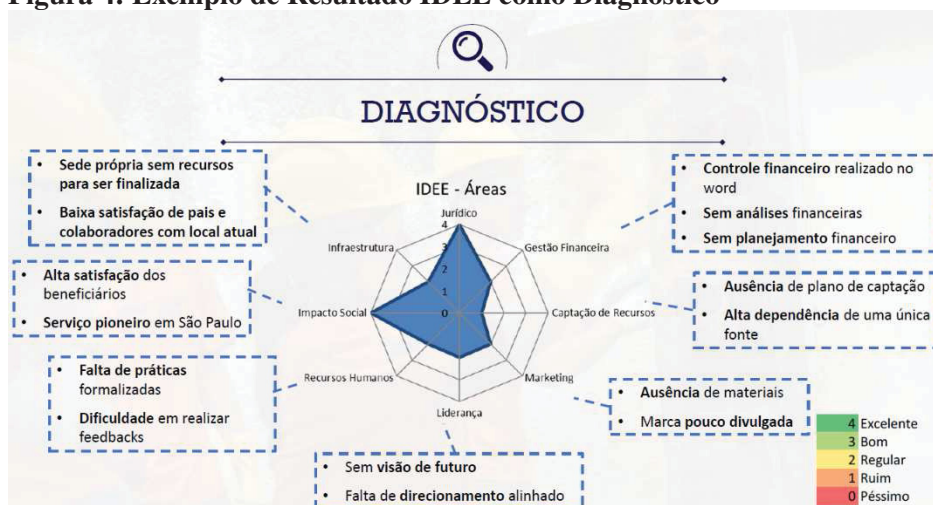 Figura 4: Exemplo de Resultado IDEE como Diagnóstico
DIAGNÓSTICO
• Sede própria sem recursos
para ser finalizada
• Baixa satisfação de pais e
colaboradores com local atual
• Alta satisfação dos
beneficiários
• Serviço pioneiro em São Paulo
• Falta de práticas
formalizadas
• Dificuldade em realizar
feedbacks
IDEE - Áreas
Jurídico
Gestão Financeira
Captação de Recursos
Marketing
Liderança
Recursos Humanos
Impacto Social
Infraestrutura
4
3
2
1
0
• Controle financeiro realizado no
word
• Sem análises financeiras
• Sem planejamento financeiro
• Ausência de plano de captação
• Alta dependência de uma única
fonte
• Ausência de materiais
• Marca pouco divulgada
• Sem visão de futuro
• Falta de direcionamento alinhado
4 Excelente
3 Bom
2 Regular
1 Ruim
0 Péssimo